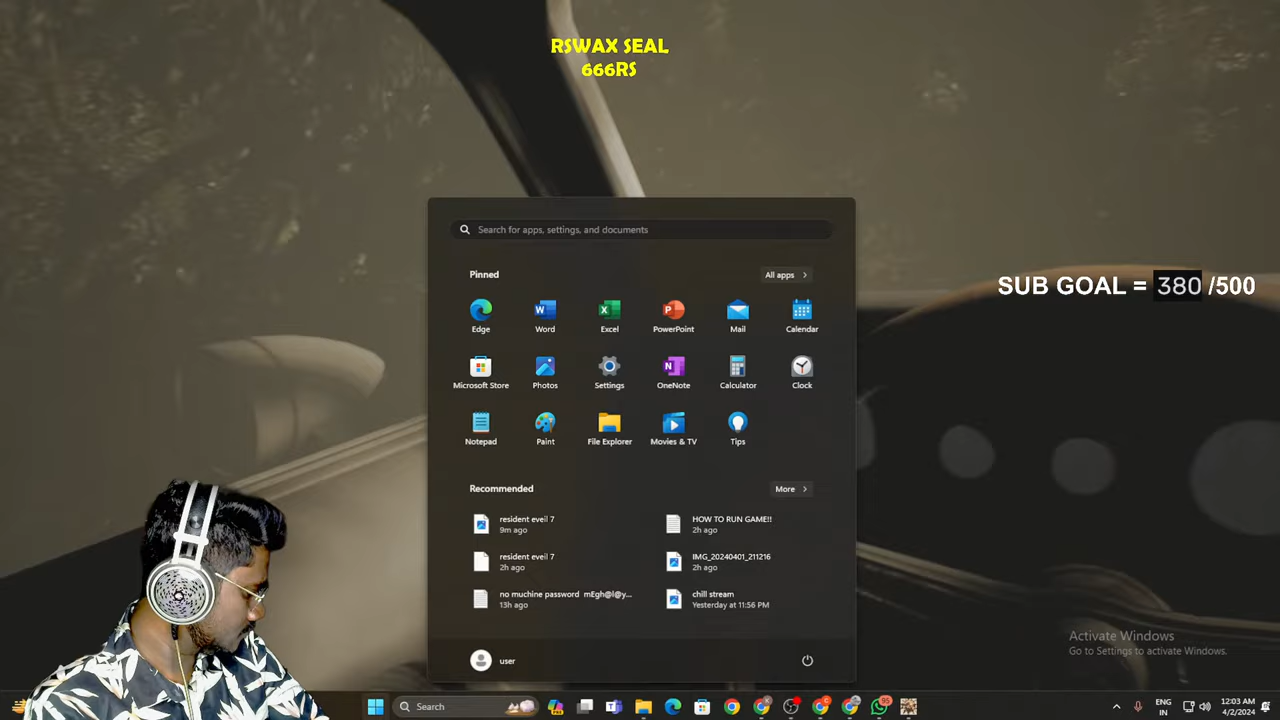 RSWAX SEAL
666RS
Search for apps, settings, and documents
Pinned
All apps
SUB GOAL = 380 /500
Edge
Word
Excel
PowerPoint
Mail
Calendar
Microsoft Store
Photos
Settings
OneNote
Calculator
Clock
Notepad
Paint
File Explorer
Movies & TV
Tips
Recommended
More
resident eveil 7
9m ago
HOW TO RUN GAME!!
2h ago
resident eveil 7
2h ago
IMG_20240401_211216
2h ago
no muchine password mEgh@l@y...
13h ago
chill stream
Yesterday at 11:56 PM
Activate Windows
Go to Settings to activate Windows.
user
Search
ENG
IN
12:03 AM
4/2/2024